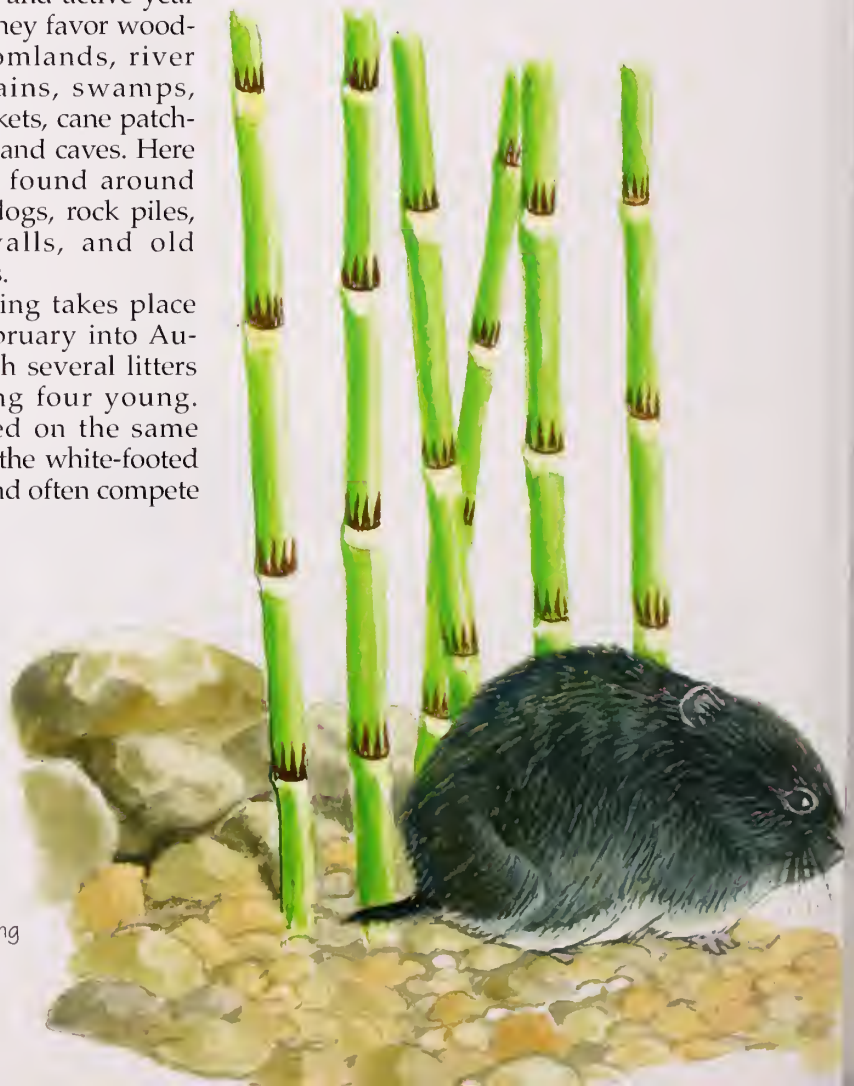 and active year
hey favor wood-
omlands, river
ains, swamps,
kets, cane patch-
and caves. Here
found around
logs, rock piles,
valls, and old
s.
ing takes place
bruary into Au-
h several litters
ng four young.
ed on the same
the white-footed
nd often compete
ng